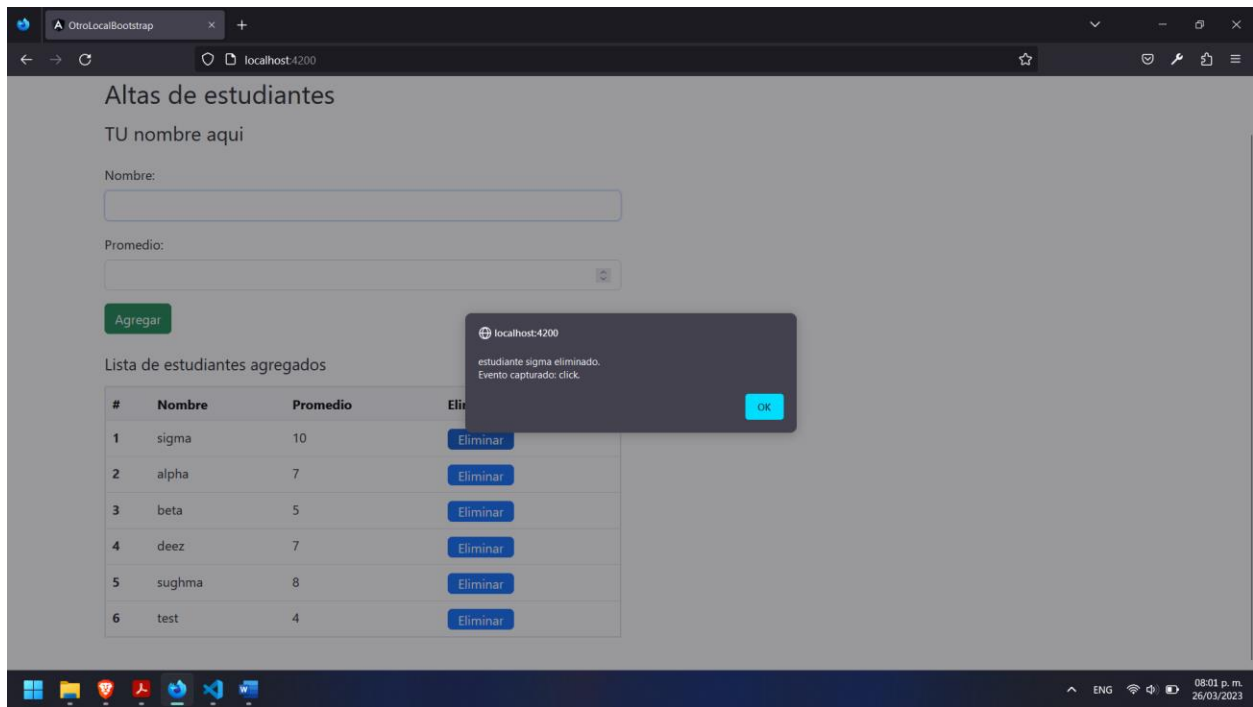 OtroLocalBootstrap
localhost:4200
Altas de estudiantes
TU nombre aqui
Nombre:
Promedio:
Agregar
localhost:4200
estudiante sigma eliminado.
Evento capturado: click.
OK
Lista de estudiantes agregados
# Nombre Promedio
1 sigma 10 Eliminar
2 alpha 7 Eliminar
3 beta 5 Eliminar
4 deez 7 Eliminar
5 sughma 8 Eliminar
6 test 4 Eliminar
ENG 08:01 p. m.
26/03/2023